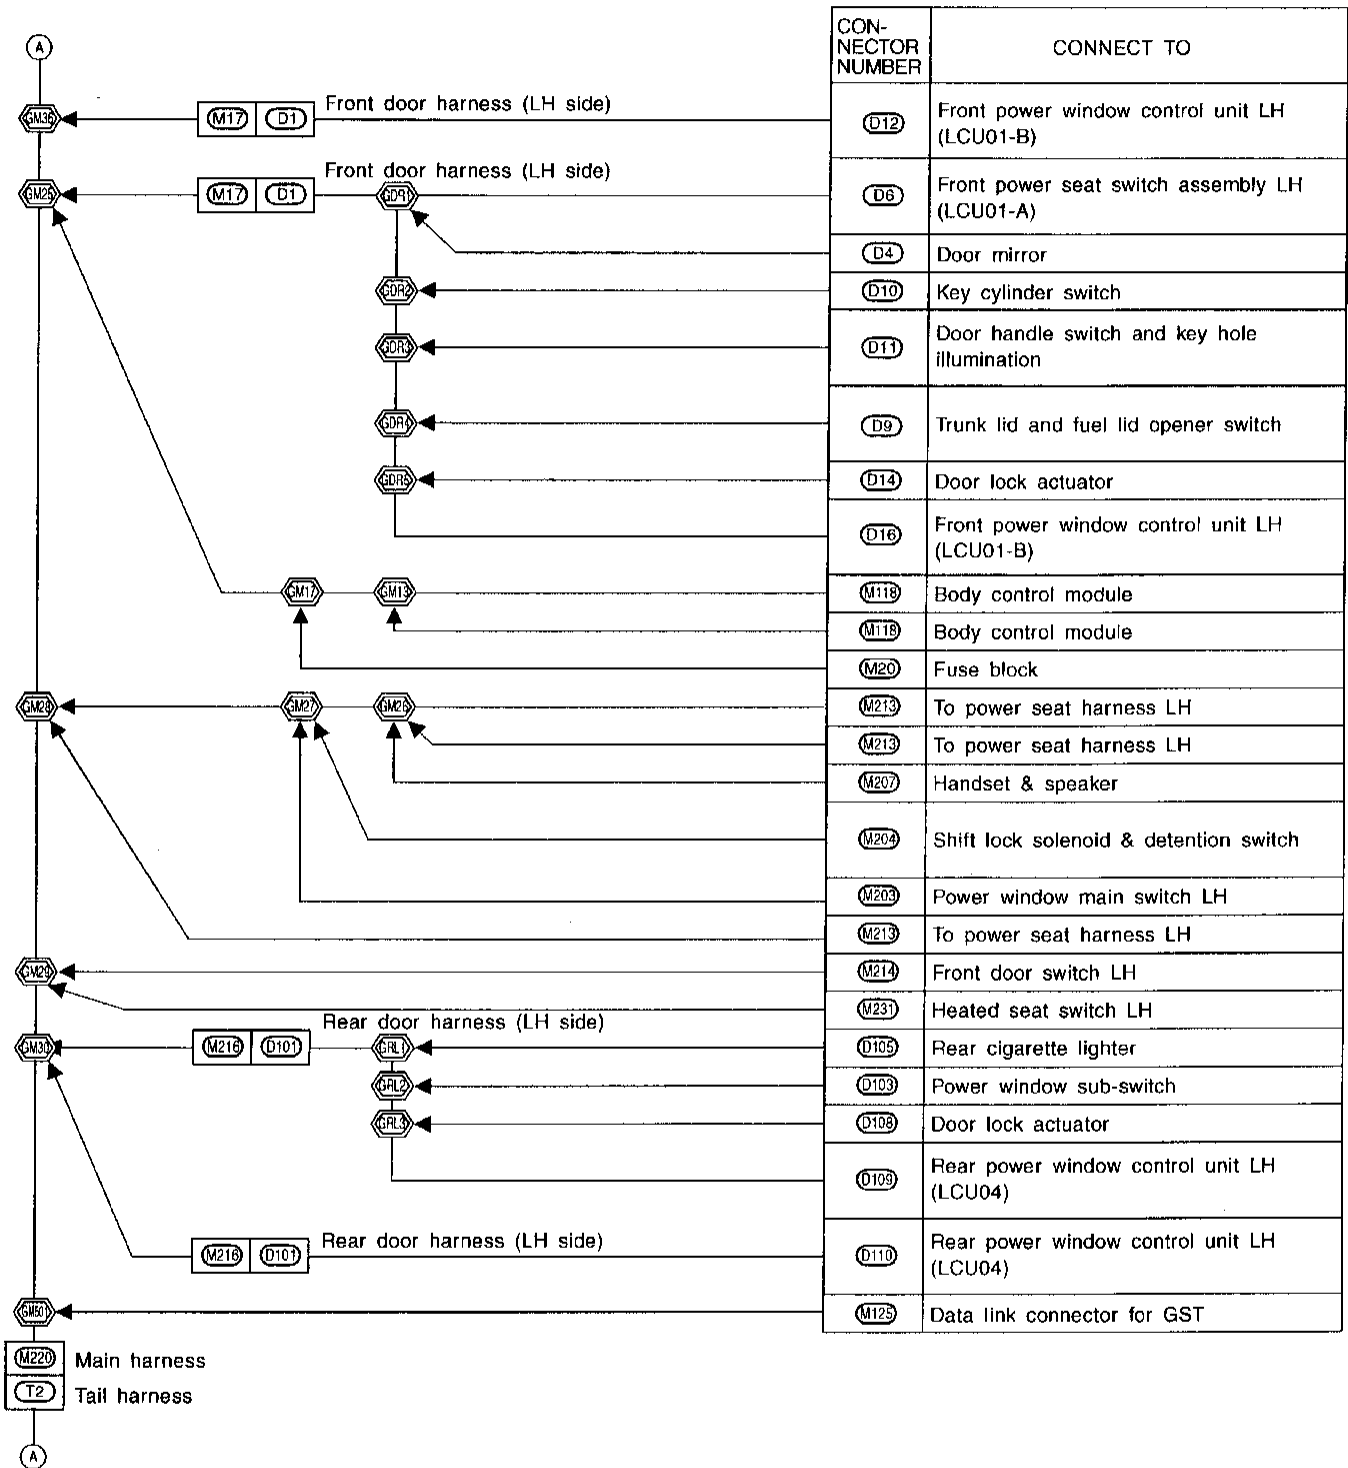 CON-
NECTOR
NUMBER
CONNECT TO
A
GM36
M17 D1
Front door harness (LH side)
D12
Front power window control unit LH
(LCU01-B)
GM25
M17 D1
Front door harness (LH side)
GDR1
D6
Front power seat switch assembly LH
(LCU01-A)
D4
Door mirror
GDR2
D10
Key cylinder switch
GDR3
D11
Door handle switch and key hole
illumination
GDR4
D9
Trunk lid and fuel lid opener switch
GDR5
D14
Door lock actuator
D16
Front power window control unit LH
(LCU01-B)
GM17
GM13
M118
Body control module
M118
Body control module
M20
Fuse block
GM28
GM27
GM26
M213
To power seat harness LH
M213
To power seat harness LH
M207
Handset & speaker
M204
Shift lock solenoid & detention switch
M203
Power window main switch LH
M213
To power seat harness LH
GM29
M214
Front door switch LH
M231
Heated seat switch LH
Rear door harness (LH side)
GM30
M216 D101
GRL1
D105
Rear cigarette lighter
GRL2
D103
Power window sub-switch
GRL3
D108
Door lock actuator
D109
Rear power window control unit LH
(LCU04)
M216 D101
Rear door harness (LH side)
D110
Rear power window control unit LH
(LCU04)
GM501
M125
Data link connector for GST
M220
Main harness
T2
Tail harness
A